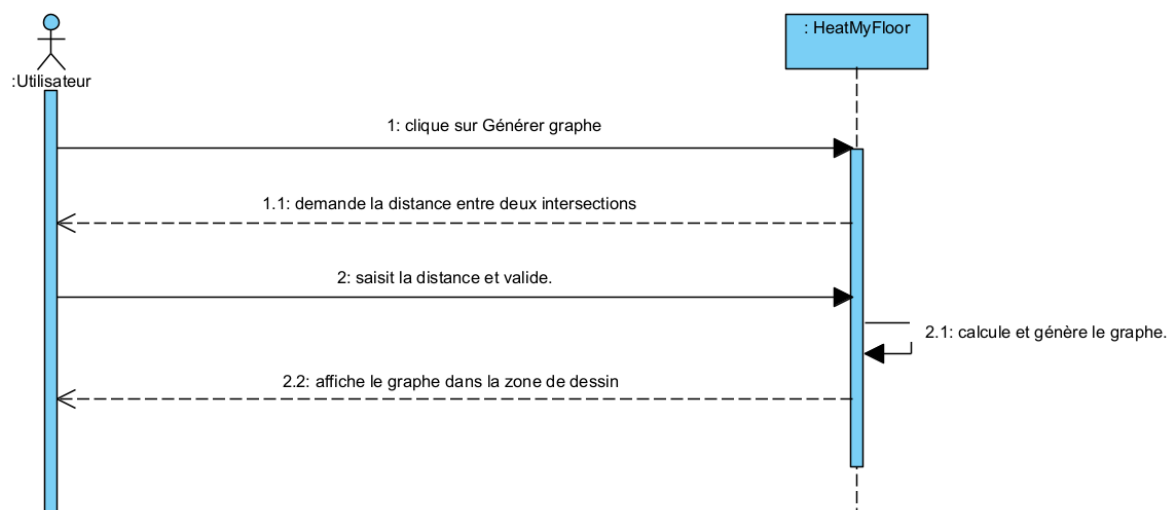 : HeatMyFloor
:Utilisateur
1: clique sur Générer graphe
1.1: demande la distance entre deux intersections
2: saisit la distance et valide.
2.1: calcule et génère le graphe.
2.2: affiche le graphe dans la zone de dessin